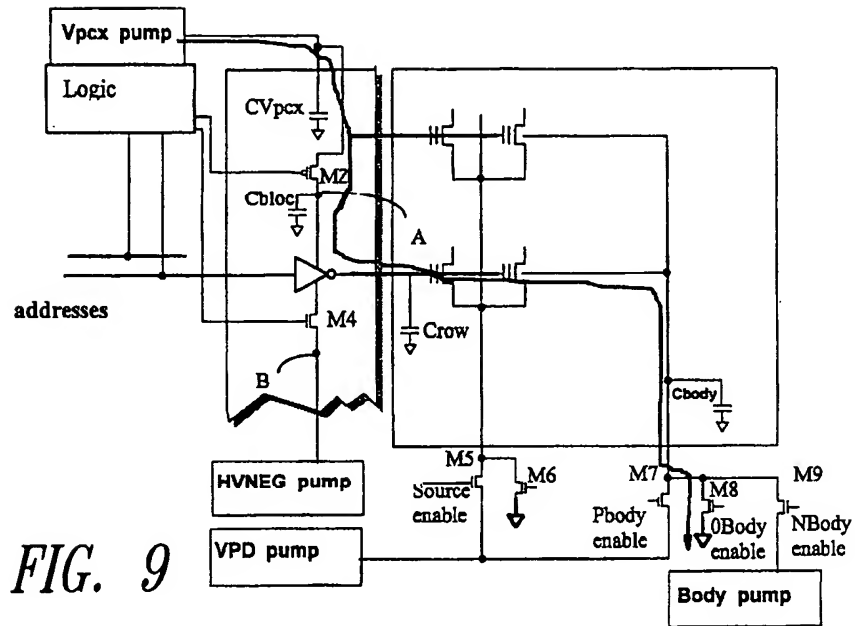 Vpcx pump
Logic
CVpcx
M2
Cbloc
A
addresses
M4
Crow
B
Cbody
M5
M6
M7
M8
M9
HVNEG pump
Source
enable
Pbody
enable
0Body
enable
NBody
enable
VPD pump
Body pump
FIG. 9